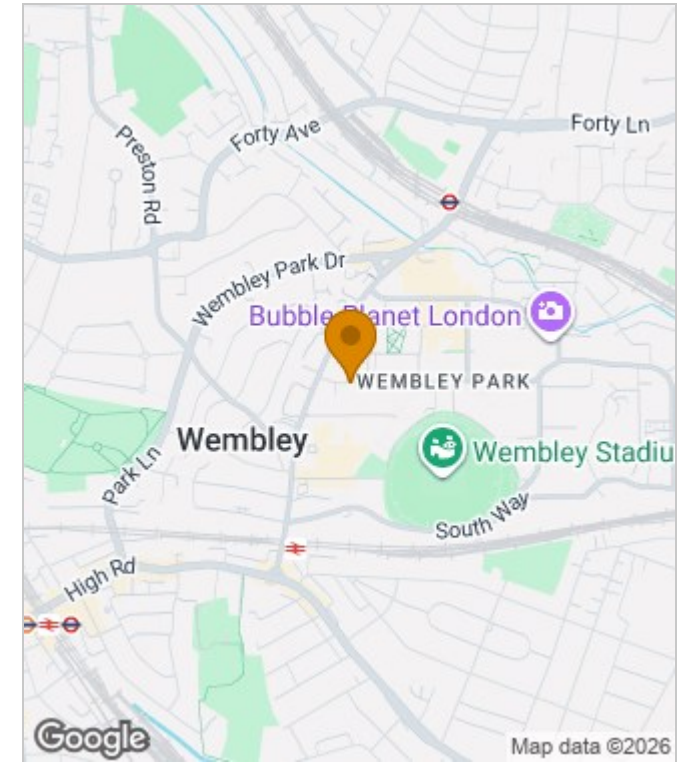 Forty Ln
Forty Ave
Preston Rd
Wembley Park Dr
Bubble Planet London
WEMBLEY PARK
Wembley
Wembley Stadiu
Park Ln
South Way
High Rd
Google
Map data ©2026